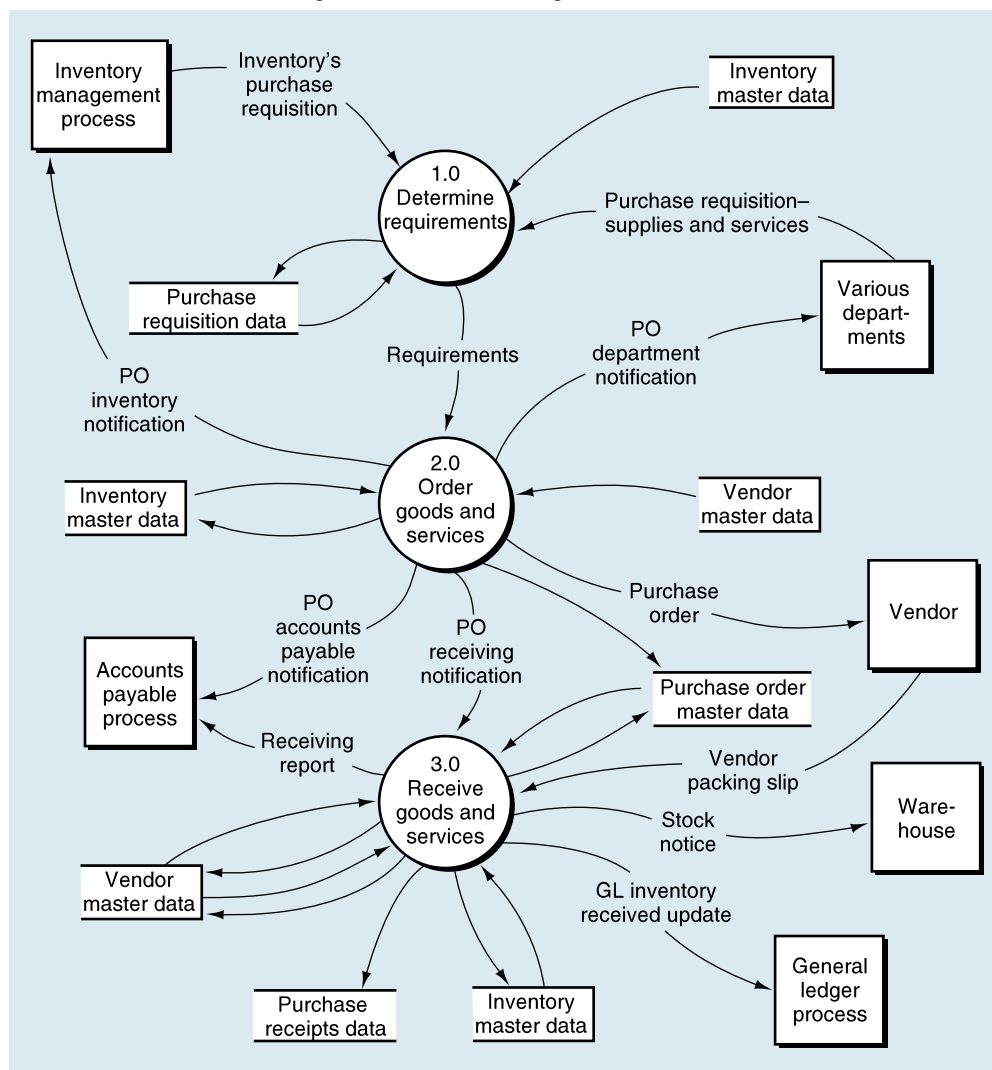 Inventory
management
process
Inventory's
purchase
requisition
Inventory
master data
1.0
Determine
requirements
Purchase requisition–
supplies and services
Purchase
requisition data
Various
depart-
ments
Requirements
PO
department
notification
PO
inventory
notification
2.0
Order
goods and
services
Inventory
master data
Vendor
master data
Purchase
order
Vendor
PO
accounts
payable
notification
PO
receiving
notification
Accounts
payable
process
Purchase order
master data
Receiving
report
3.0
Receive
goods and
services
Vendor
packing slip
Stock
notice
Ware-
house
Vendor
master data
GL inventory
received update
General
ledger
process
Purchase
receipts data
Inventory
master data